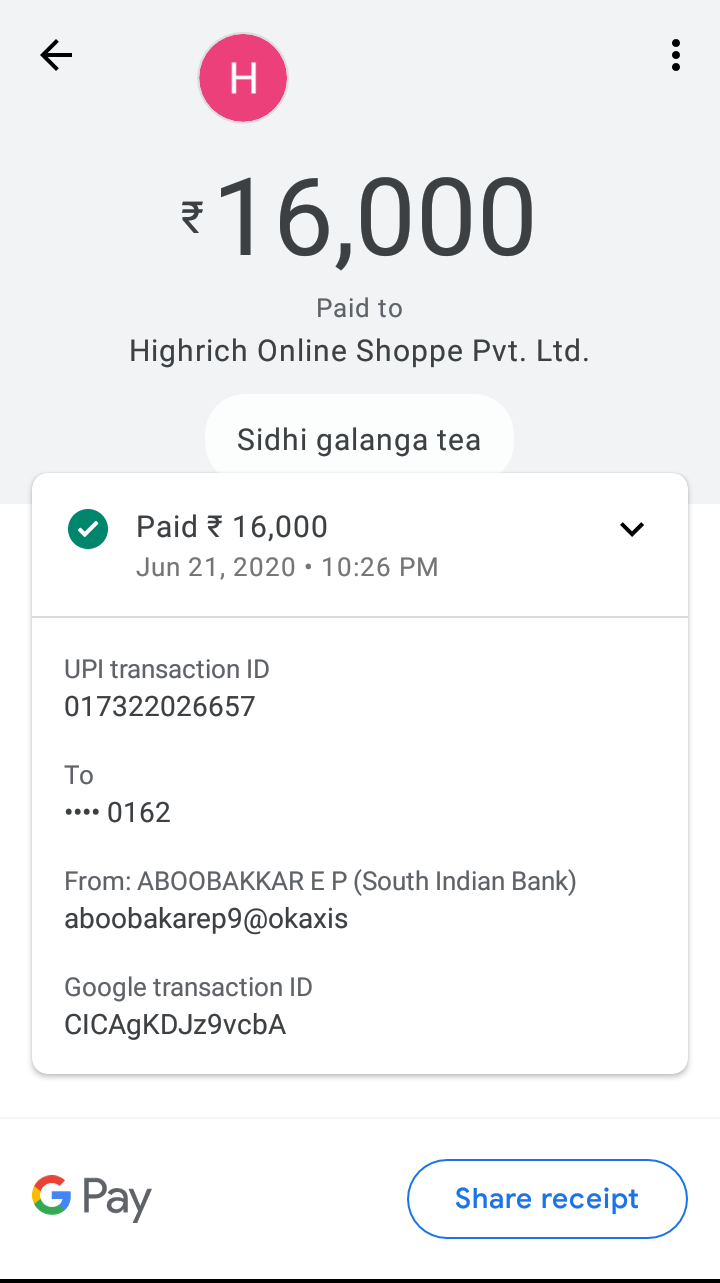 H
₹16,000
Paid to
Highrich Online Shoppe Pvt. Ltd.
Sidhi galanga tea
Paid ₹ 16,000
Jun 21, 2020 • 10:26 PM
UPI transaction ID
017322026657
To
•••• 0162
From: ABOOBAKKAR E P (South Indian Bank)
aboobakarep9@okaxis
Google transaction ID
CICAgKDJz9vcbA
G Pay
Share receipt